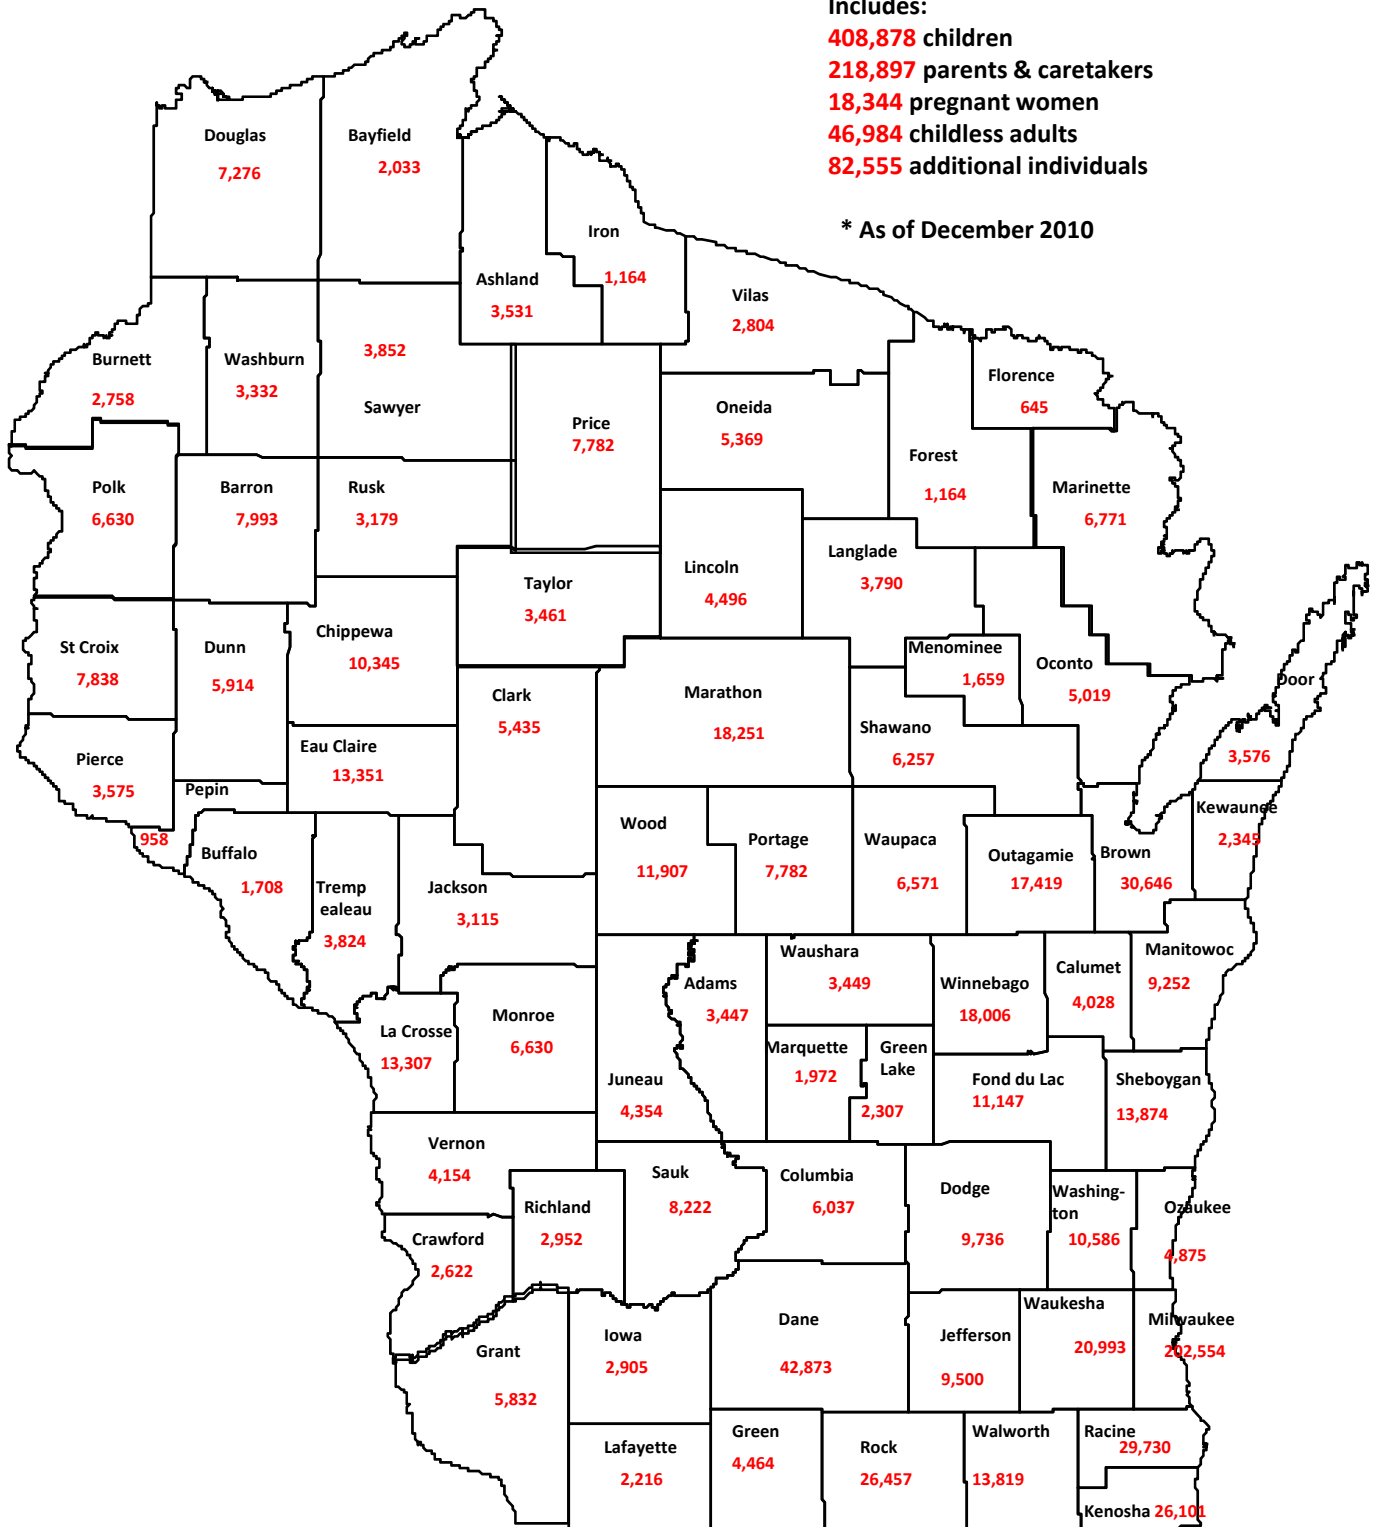 Includes:
408,878 children
218,897 parents & caretakers
18,344 pregnant women
46,984 childless adults
82,555 additional individuals
* As of December 2010
Douglas
7,276
Bayfield
2,033
Iron
1,164
Ashland
3,531
Vilas
2,804
Burnett
2,758
Washburn
3,332
3,852
Sawyer
Price
7,782
Oneida
5,369
Florence
645
Forest
1,164
Marinette
6,771
Polk
6,630
Barron
7,993
Rusk
3,179
Taylor
3,461
Lincoln
4,496
Langlade
3,790
St Croix
7,838
Dunn
5,914
Chippewa
10,345
Clark
5,435
Marathon
18,251
Menominee
1,659
Oconto
5,019
Door
3,576
Shawano
6,257
Pierce
3,575
Eau Claire
13,351
Pepin
958
Buffalo
1,708
Tremp
ealeau
3,824
Jackson
3,115
Wood
11,907
Portage
7,782
Waupaca
6,571
Outagamie
17,419
Brown
30,646
Kewaunee
2,345
La Crosse
13,307
Monroe
6,630
Juneau
4,354
Adams
3,447
Waushara
3,449
Winnebago
18,006
Calumet
4,028
Manitowoc
9,252
Marquette
1,972
Green
Lake
2,307
Fond du Lac
11,147
Sheboygan
13,874
Vernon
4,154
Richland
2,952
Sauk
8,222
Columbia
6,037
Dodge
9,736
Washing-
ton
10,586
Ozaukee
4,875
Crawford
2,622
Grant
5,832
Iowa
2,905
Dane
42,873
Jefferson
9,500
Waukesha
20,993
Milwaukee
202,554
Lafayette
2,216
Green
4,464
Rock
26,457
Walworth
13,819
Racine
29,730
Kenosha 26,101